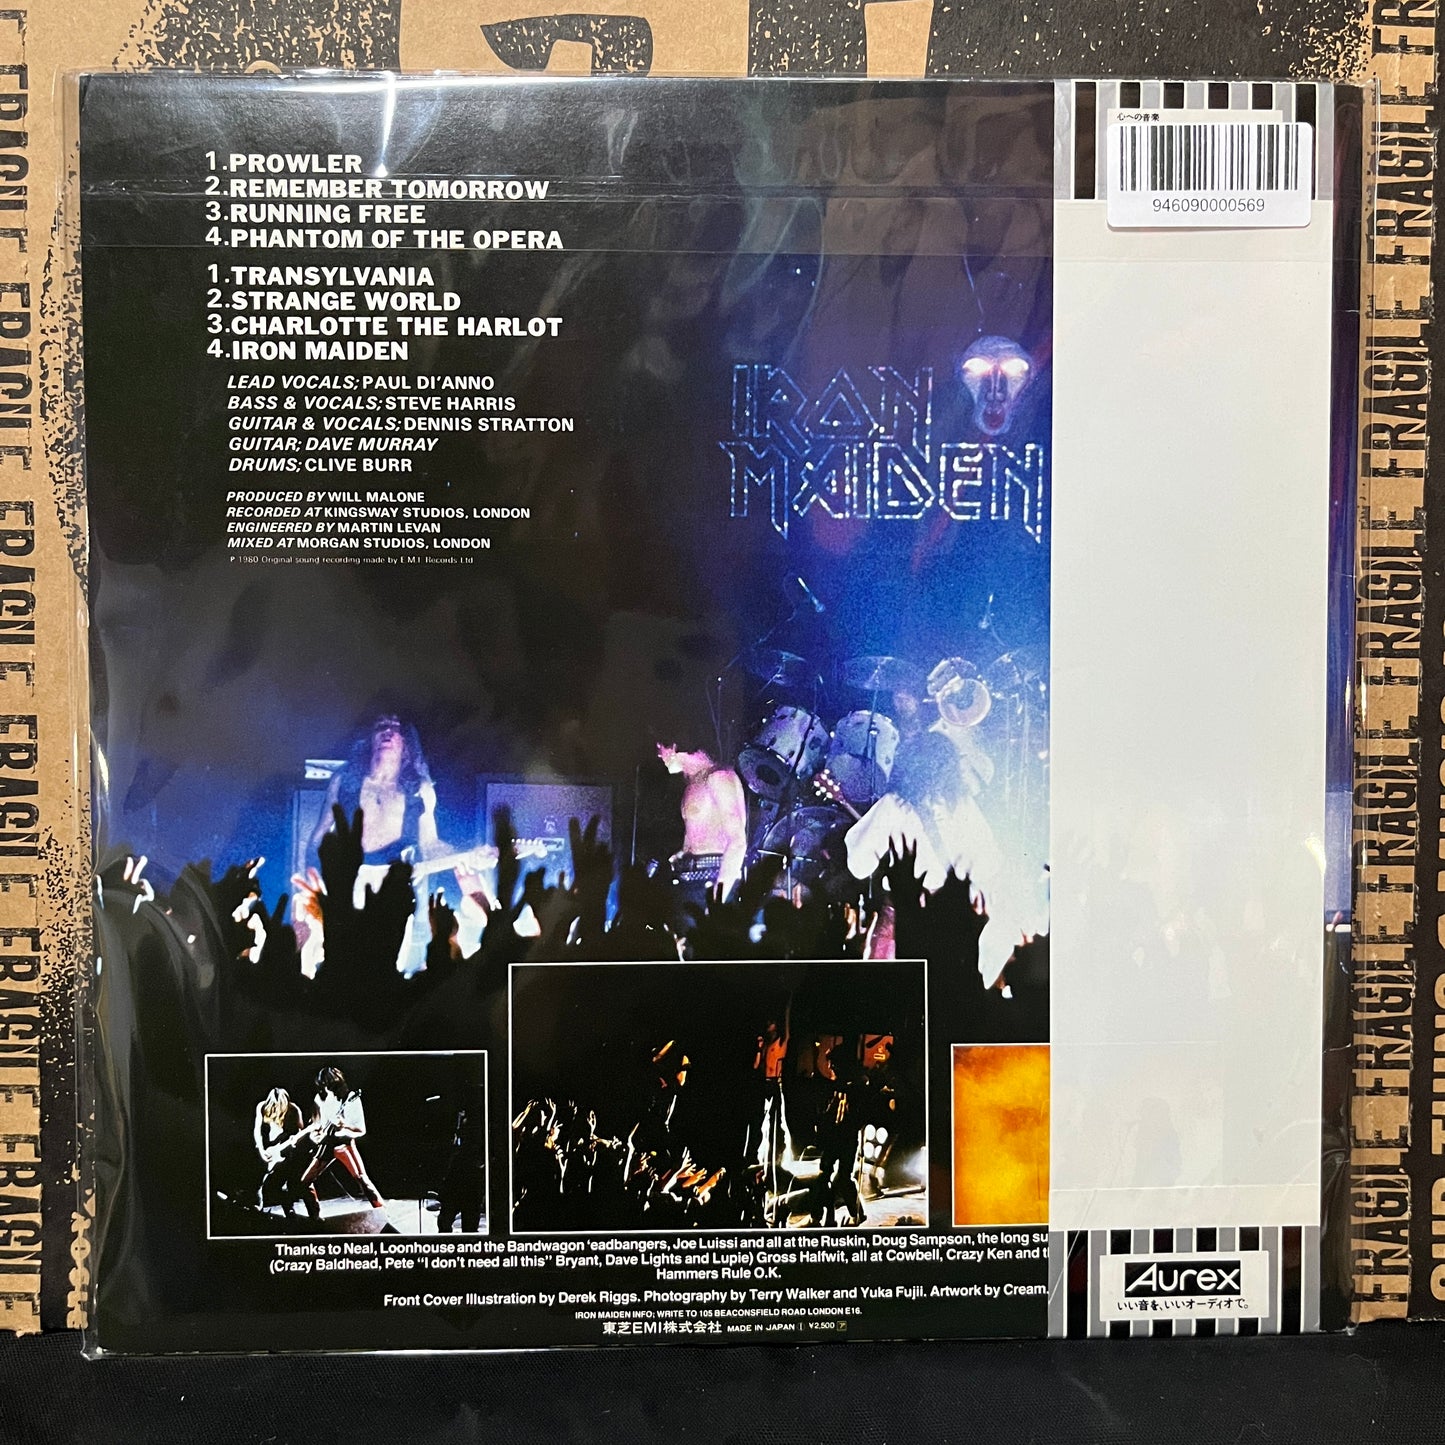 1.PROWLER
2.REMEMBER TOMORROW
3.RUNNING FREE
4.PHANTOM OF THE OPERA
1.TRANSYLVANIA
2.STRANGE WORLD
3.CHARLOTTE THE HARLOT
4.IRON MAIDEN
LEAD VOCALS; PAUL DI'ANNO
BASS & VOCALS; STEVE HARRIS
GUITAR & VOCALS; DENNIS STRATTON
GUITAR; DAVE MURRAY
DRUMS; CLIVE BURR
PRODUCED BY WILL MALONE
RECORDED AT KINGSWAY STUDIOS, LONDON
ENGINEERED BY MARTIN LEVAN
MIXED AT MORGAN STUDIOS, LONDON
P 1980 Original sound recording made by E.M.I. Records Ltd
IRON
MAIDEN
Thanks to Neal, Loonhouse and the Bandwagon 'eadbangers, Joe Luissi and all at the Ruskin, Doug Sampson, the long su
(Crazy Baldhead, Pete "I don't need all this" Bryant, Dave Lights and Lupie) Gross Halfwit, all at Cowbell, Crazy Ken and t
Hammers Rule O.K.
Front Cover Illustration by Derek Riggs. Photography by Terry Walker and Yuka Fujii. Artwork by Cream.
IRON MAIDEN INFO; WRITE TO 105 BEACONSFIELD ROAD LONDON E16.
東芝EMI株式会社 MADE IN JAPAN Ⓘ ¥2,500 ア
心への音楽
946090000569
Aurex
いい音を、いいオーディオで。
FRAGILE FRAGILE FRAGILE FRAGILE FRAGILE
FRAGILE FRAGILE FRAGILE FRAGILE FRAGILE